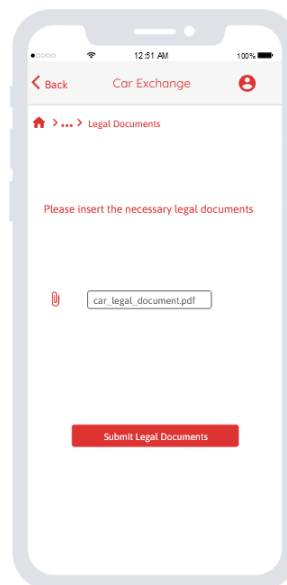 12:51 AM
100%
Back
Car Exchange
> ... > Legal Documents
Please insert the necessary legal documents
car_legal_document.pdf
Submit Legal Documents